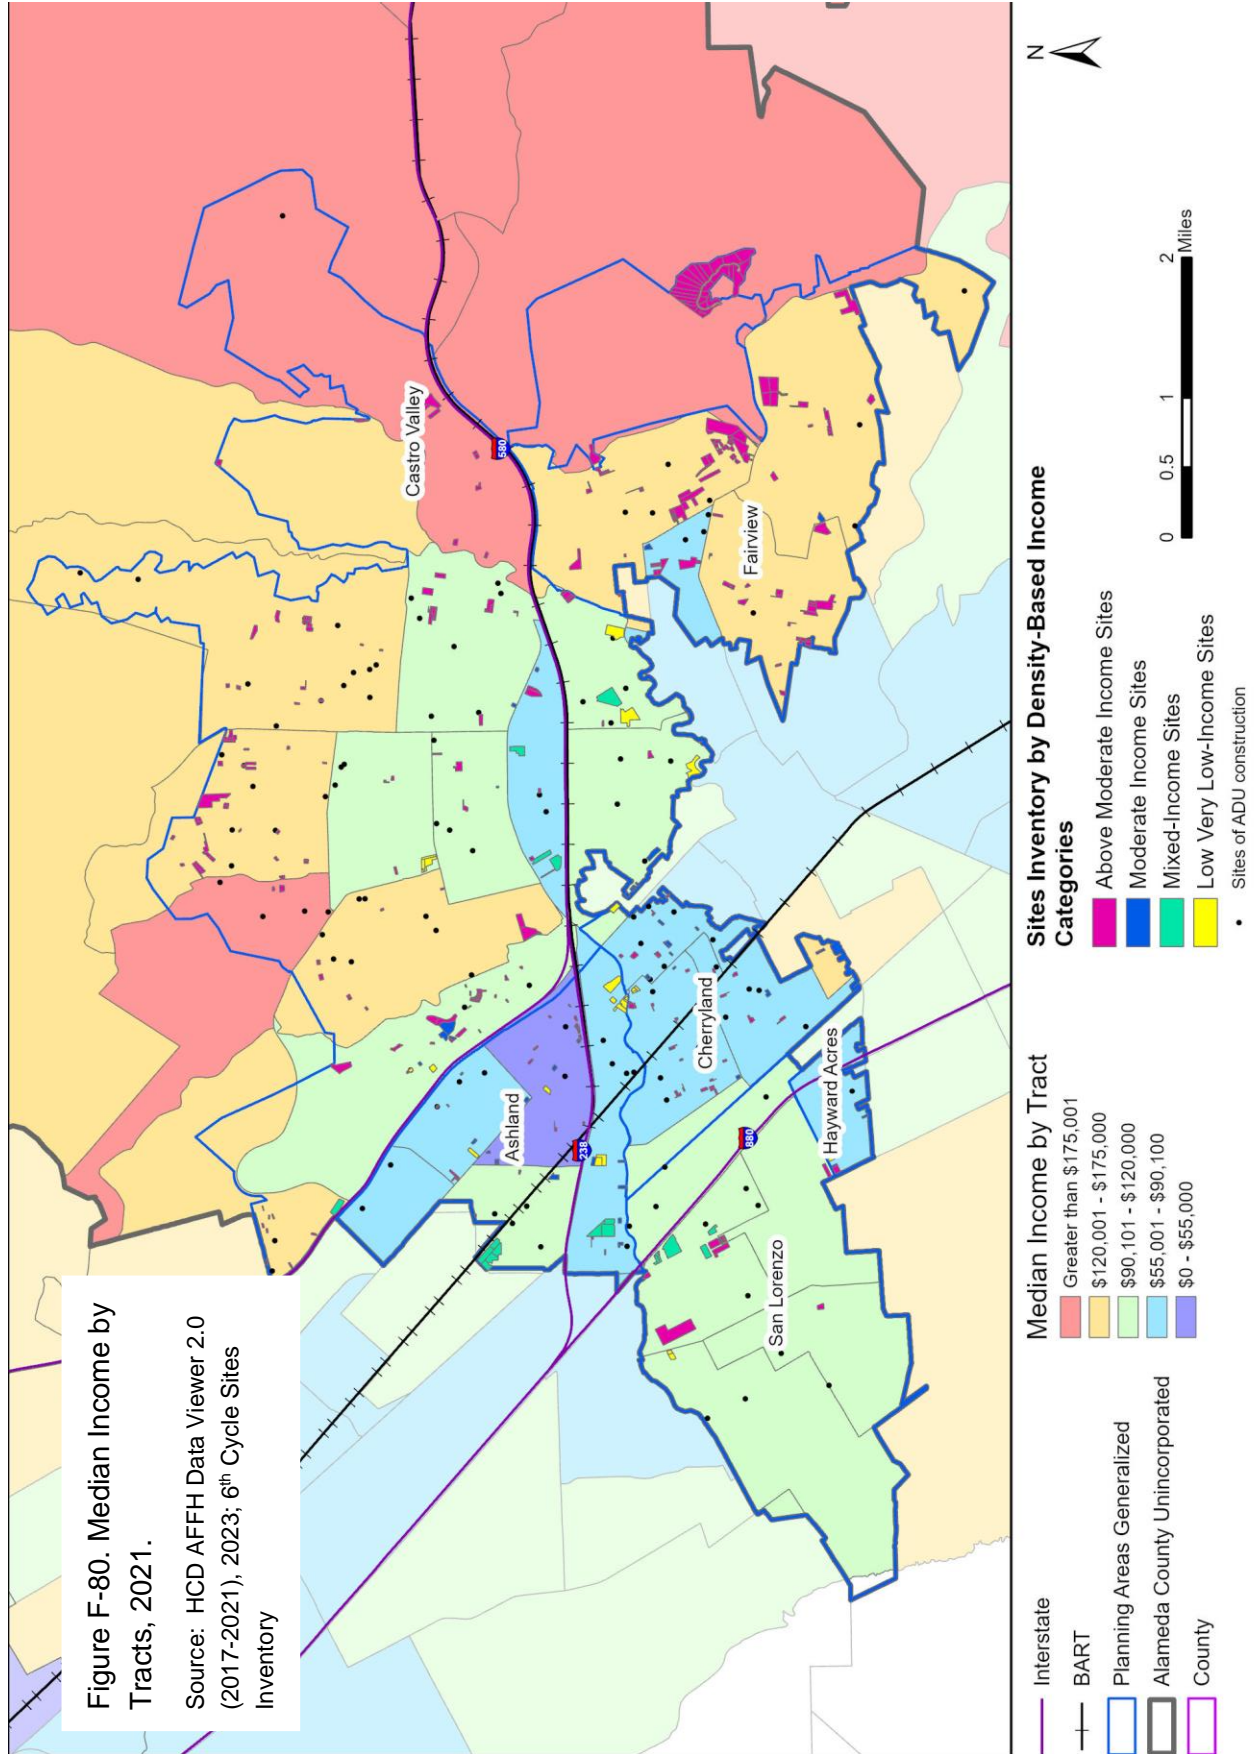 Figure F-80. Median Income by
Tracts, 2021.
Source: HCD AFFH Data Viewer 2.0
(2017-2021), 2023; 6th Cycle Sites
Inventory
Castro Valley
580
Fairview
Ashland
238
Cherryland
880
Hayward Acres
San Lorenzo
Interstate
BART
Planning Areas Generalized
Alameda County Unincorporated
County
Median Income by Tract
Greater than $175,001
$120,001 - $175,000
$90,101 - $120,000
$55,001 - $90,100
$0 - $55,000
Sites Inventory by Density-Based Income
Categories
Above Moderate Income Sites
Moderate Income Sites
Mixed-Income Sites
Low Very Low-Income Sites
Sites of ADU construction
0 0.5 1 2
Miles
N